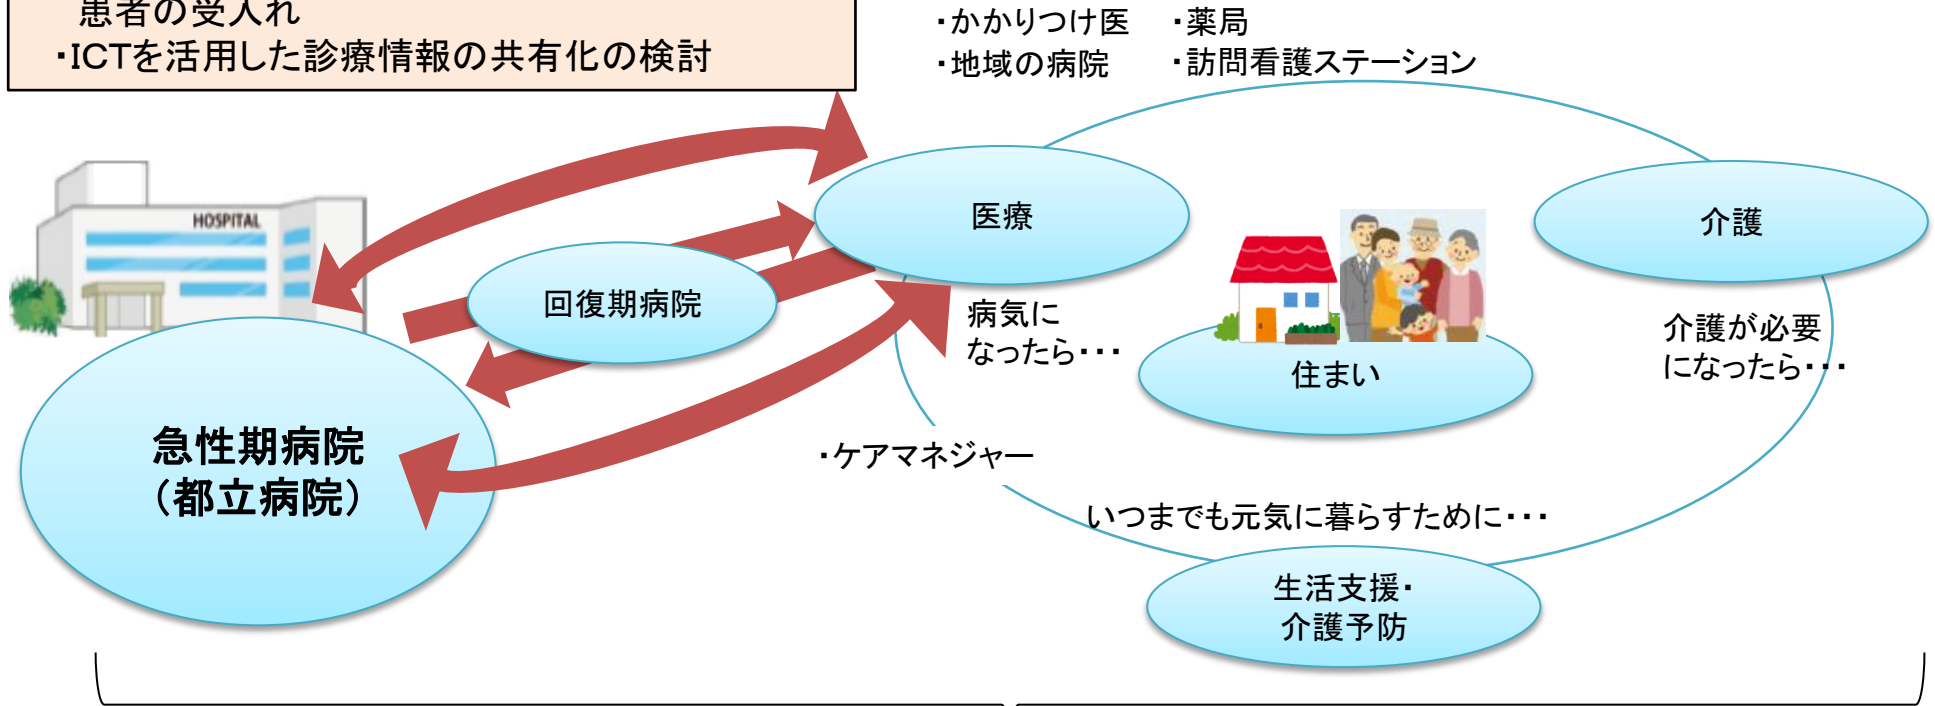 患者の受入れ
・ICTを活用した診療情報の共有化の検討
・かかりつけ医 ・薬局
・地域の病院 ・訪問看護ステーション
HOSPITAL
医療
介護
回復期病院
病気に
なったら・・・
住まい
介護が必要
になったら・・・
急性期病院
（都立病院）
・ケアマネジャー
いつまでも元気に暮らすために・・・
生活支援・
介護予防